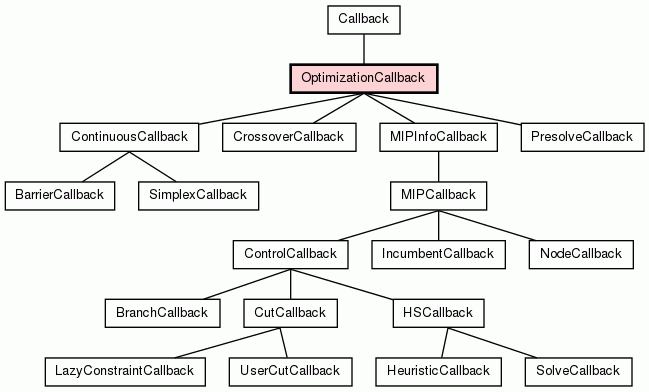 Callback
OptimizationCallback
ContinuousCallback
CrossoverCallback
MIPInfoCallback
PresolveCallback
BarrierCallback
SimplexCallback
MIPCallback
ControlCallback
IncumbentCallback
NodeCallback
BranchCallback
CutCallback
HSCallback
LazyConstraintCallback
UserCutCallback
HeuristicCallback
SolveCallback